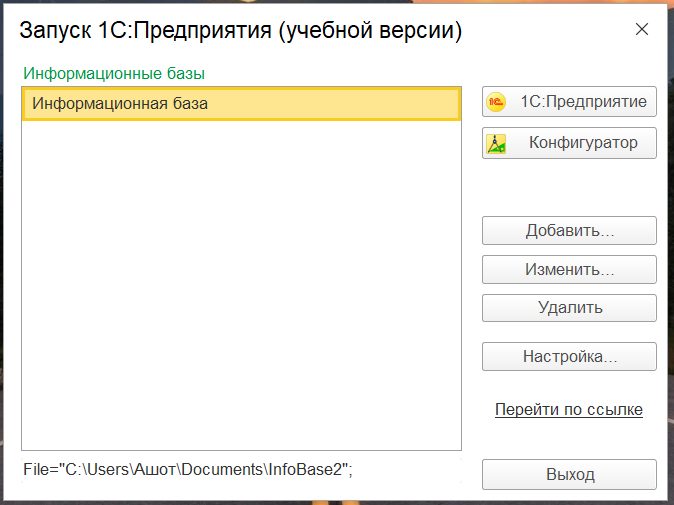 Запуск 1С:Предприятия (учебной версии)
Информационные базы
Информационная база
1С:Предприятие
Конфигуратор
Добавить...
Изменить...
Удалить
Настройка...
Перейти по ссылке
File="C:\Users\Ашот\Documents\InfoBase2";
Выход